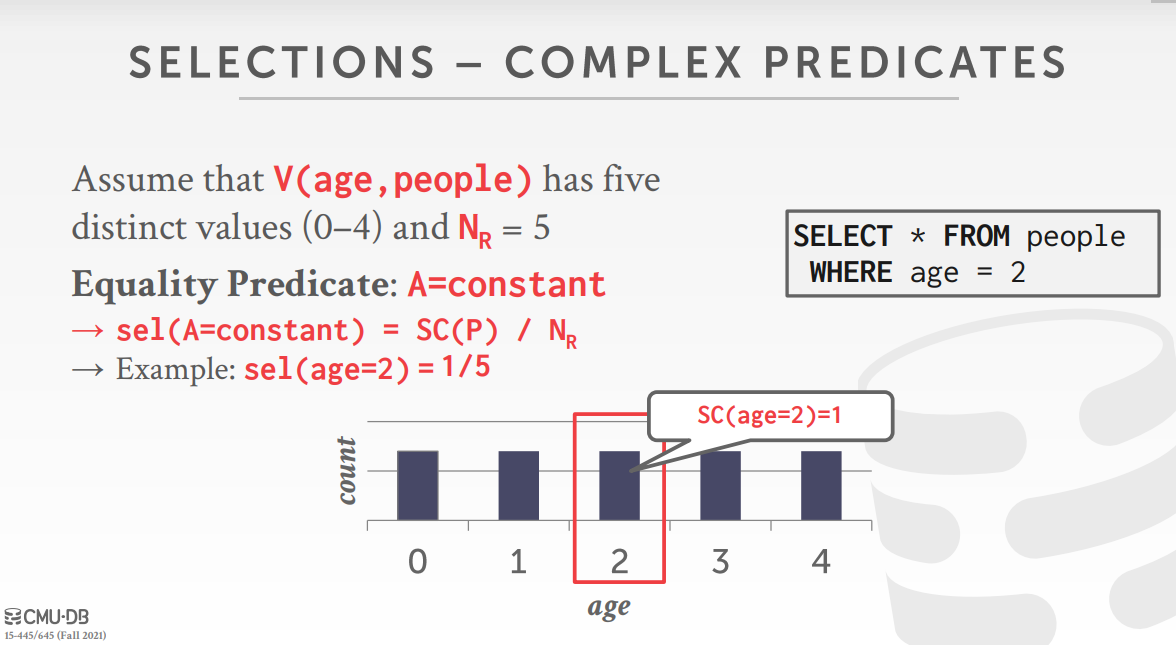 SELECTIONS – COMPLEX PREDICATES
Assume that V(age,people) has five
distinct values (0–4) and NR = 5
Equality Predicate: A=constant
→ sel(A=constant) = SC(P) / NR
→ Example: sel(age=2) = 1/5
SELECT * FROM people
WHERE age = 2
SC(age=2)=1
count
0 1 2 3 4
age
CMU·DB
15-445/645 (Fall 2021)